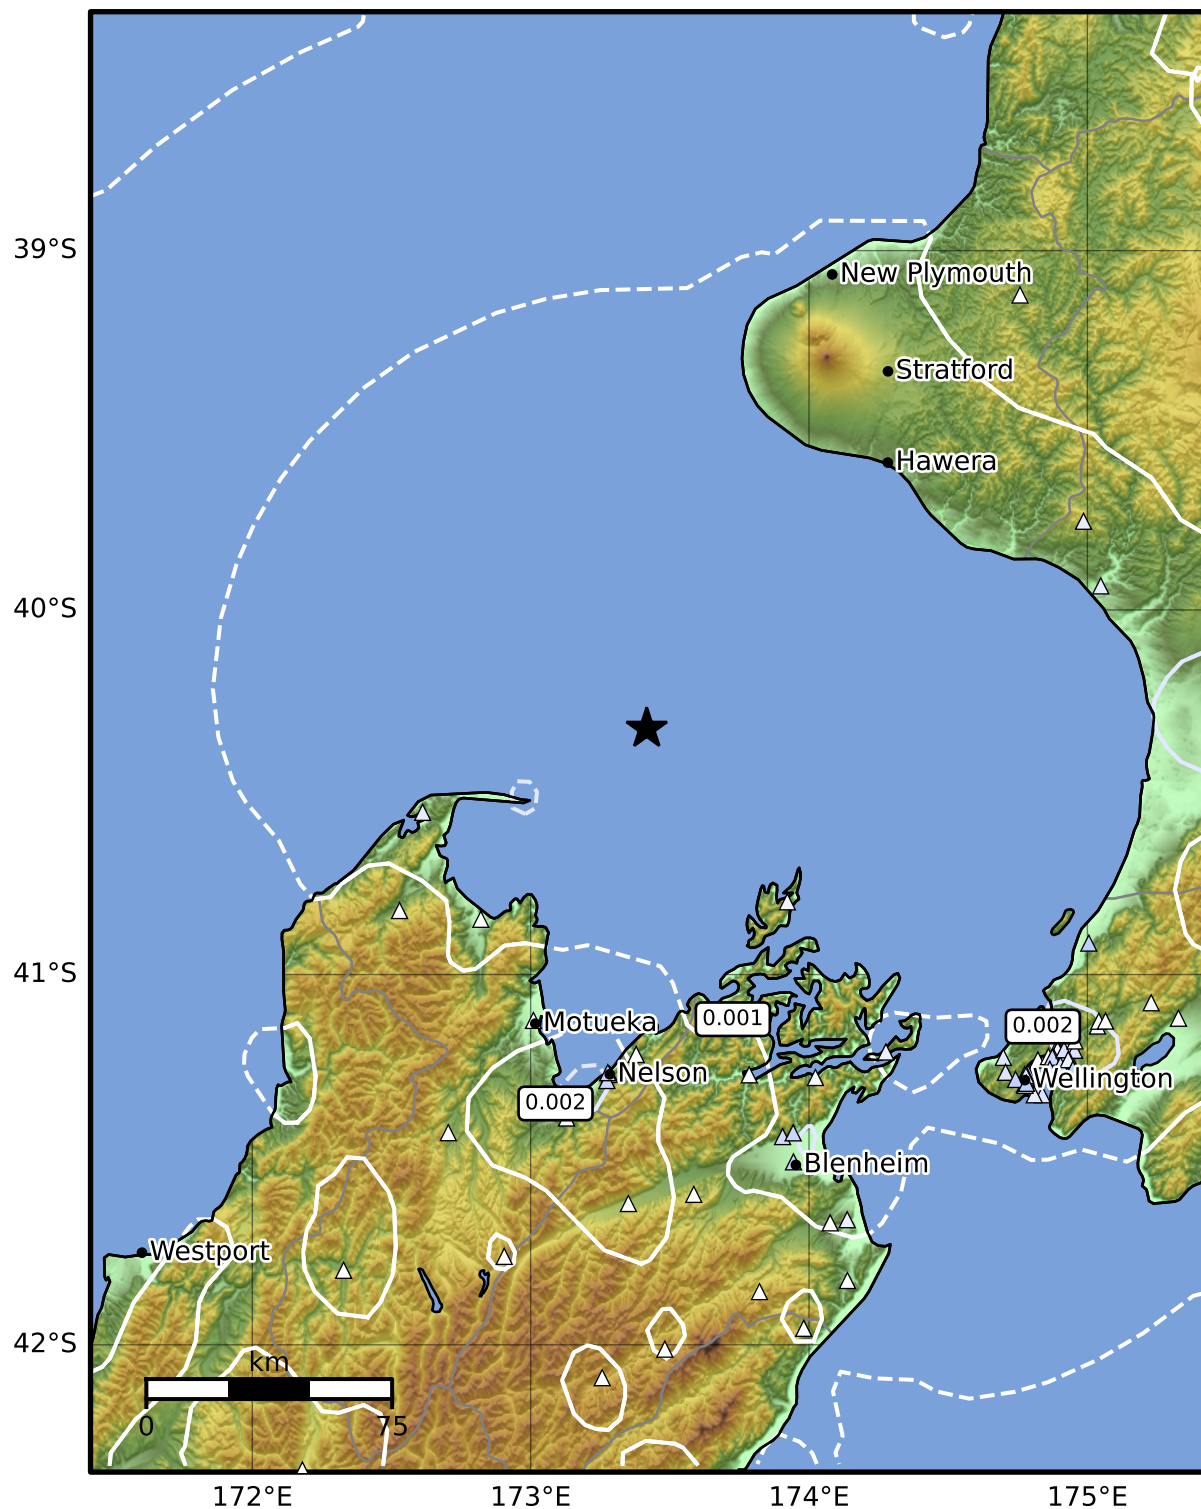 39°S
New Plymouth
Stratford
Hawera
40°S
41°S
Motueka
0.001
0.002
Nelson
Wellington
0.002
Blenheim
Westport
42°S
km
0
75
172°E
173°E
174°E
175°E